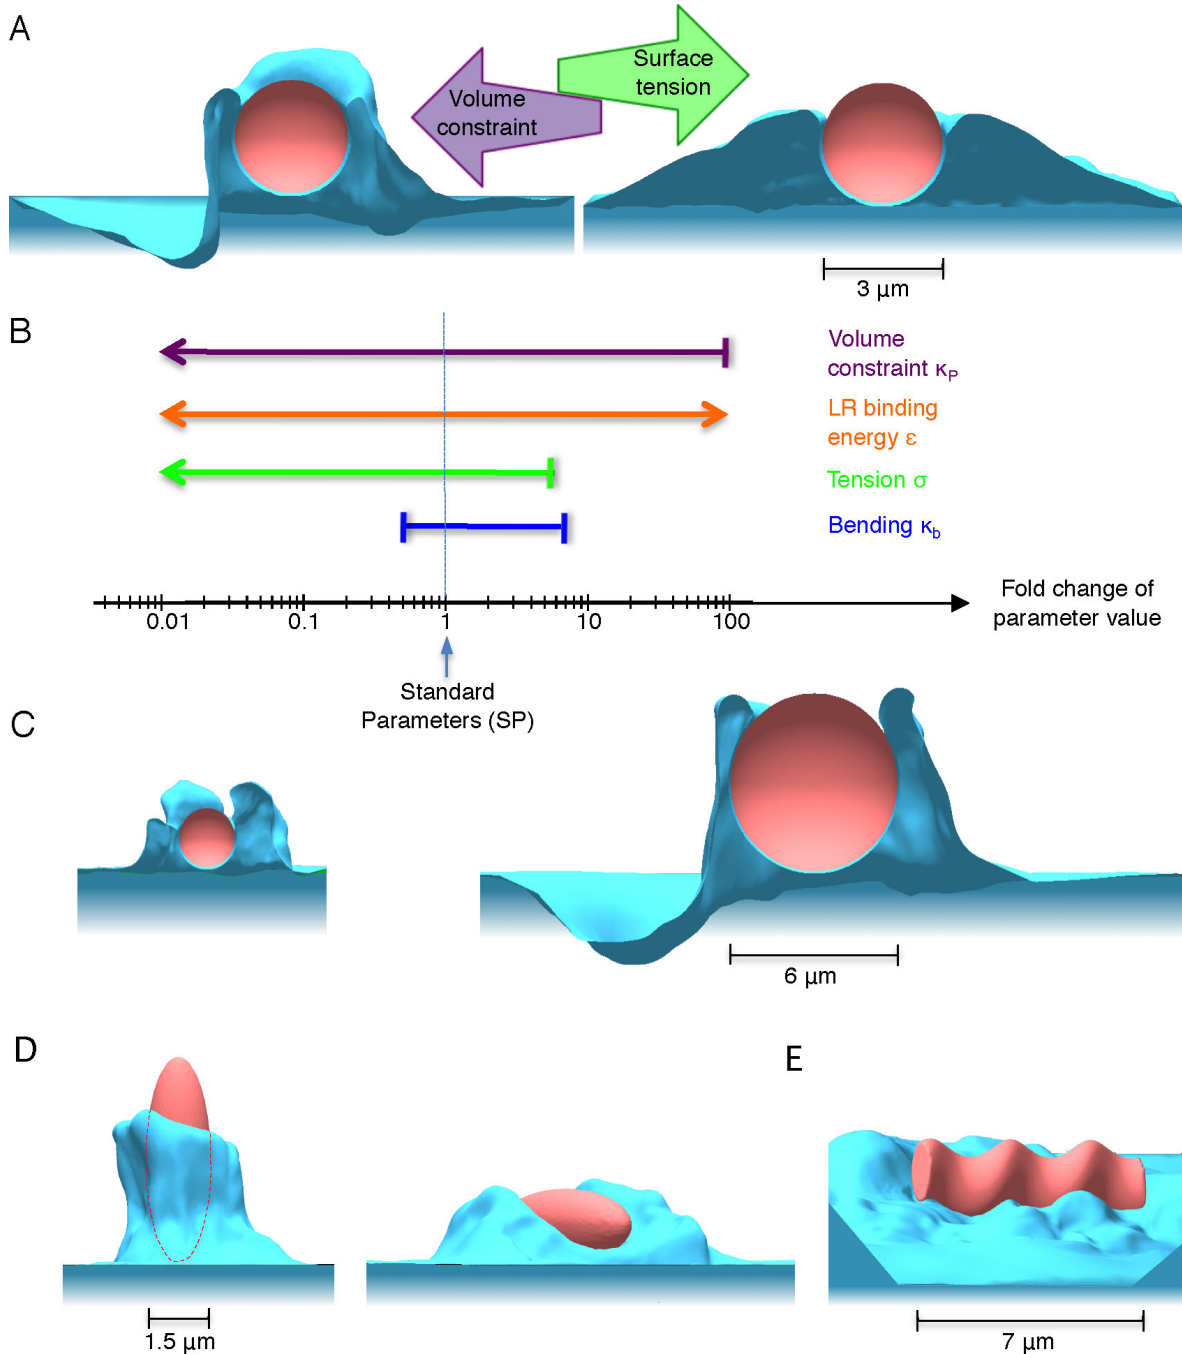 A
Volume
constraint
Surface
tension
3 μm
B
Volume
constraint κP
LR binding
energy ε
Tension σ
Bending κb
0.01
0.1
1
10
100
Fold change of
parameter value
Standard
Parameters (SP)
C
6 μm
D
E
1.5 μm
7 μm